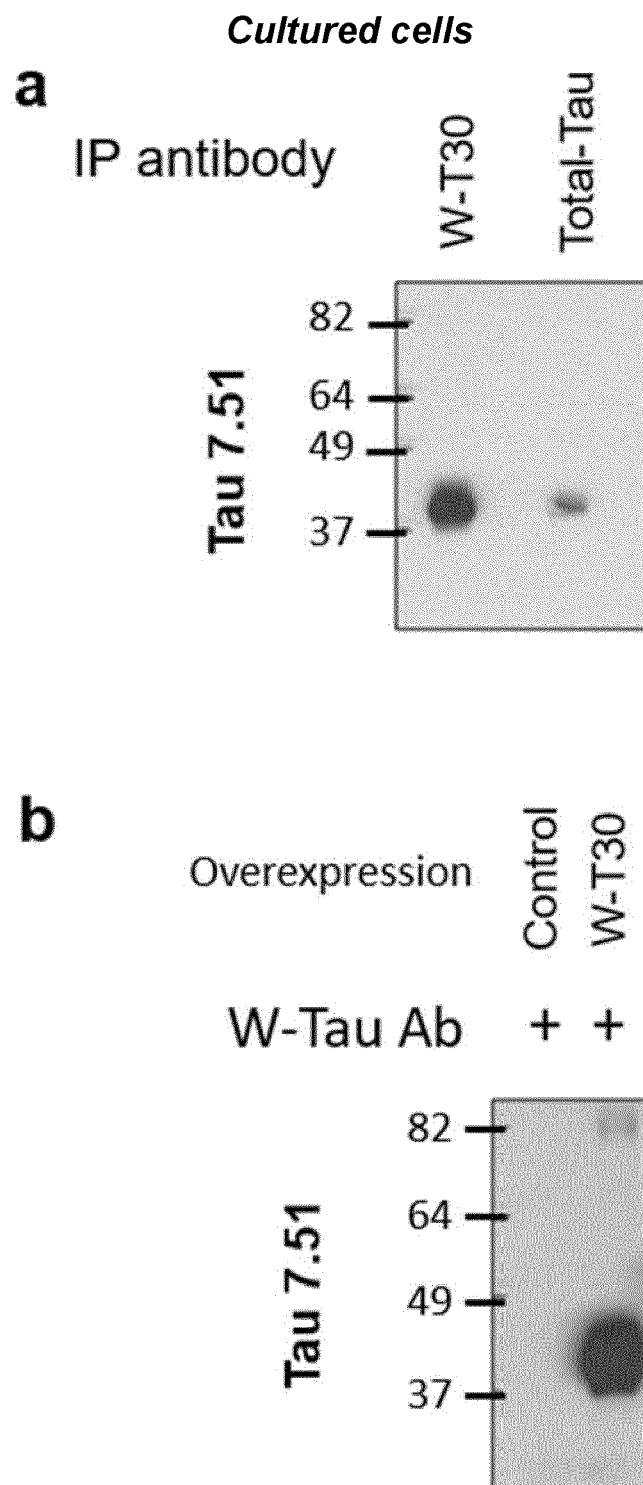 Cultured cells
a
IP antibody
W-T30
Total-Tau
Tau 7.51
82
64
49
37
b
Overexpression
Control
W-T30
W-Tau Ab + +
Tau 7.51
82
64
49
37